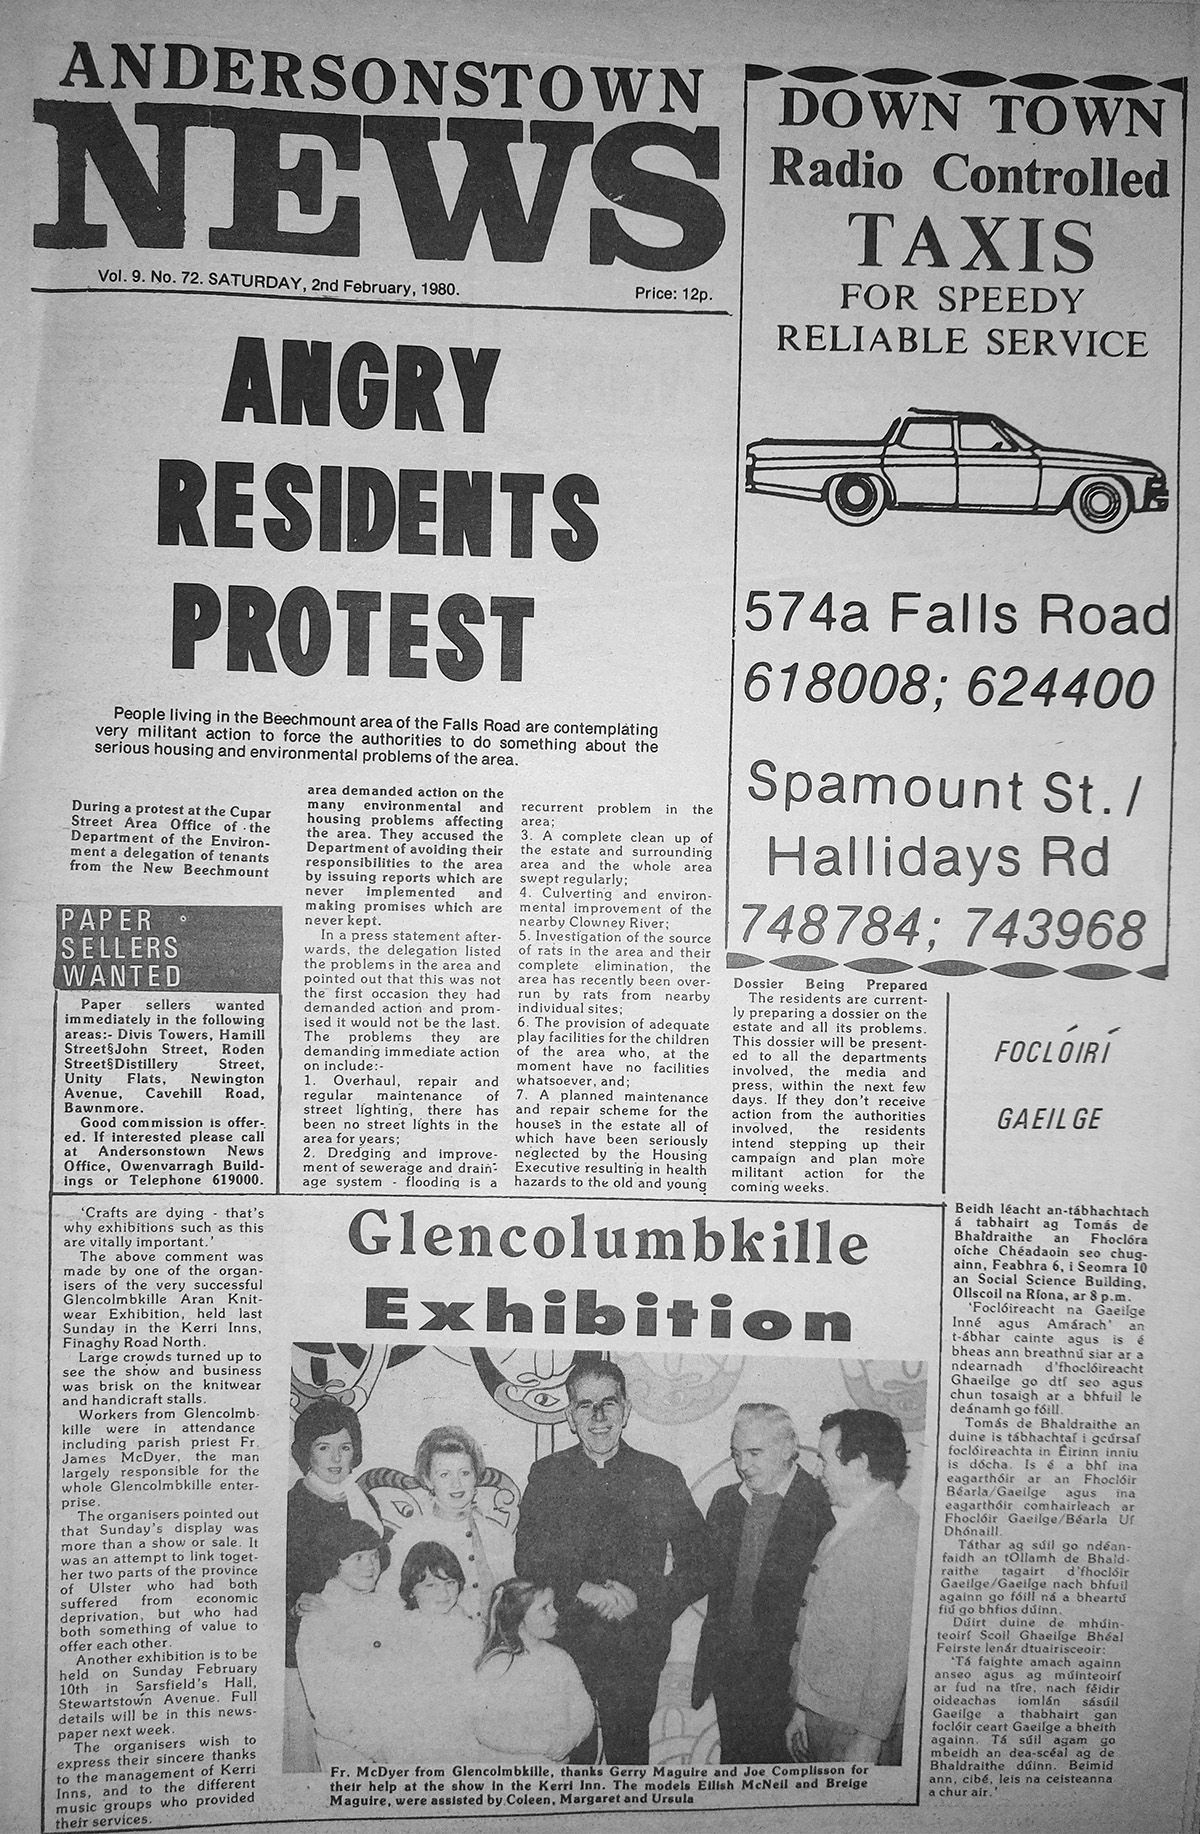 ANDERSONSTOWN
NEWS
Vol. 9. No. 72. SATURDAY, 2nd February, 1980.
Price: 12p.
DOWN TOWN
Radio Controlled
TAXIS
FOR SPEEDY
RELIABLE SERVICE
574a Falls Road
618008; 624400
Spamount St. /
Hallidays Rd
748784; 743968
ANGRY
RESIDENTS
PROTEST
People living in the Beechmount area of the Falls Road are contemplating
very militant action to force the authorities to do something about the
serious housing and environmental problems of the area.
During a protest at the Cupar
Street Area Office of the
Department of the Environ-
ment a delegation of tenants
from the New Beechmount
area demanded action on the
many environmental and
housing problems affecting
the area. They accused the
Department of avoiding their
responsibilities to the area
by issuing reports which are
never implemented and
making promises which are
never kept.
In a press statement after-
wards, the delegation listed
the problems in the area and
pointed out that this was not
the first occasion they had
demanded action and prom-
ised it would not be the last.
The problems they are
demanding immediate action
on include:-
1. Overhaul, repair and
regular maintenance of
street lighting, there has
been no street lights in the
area for years;
2. Dredging and improve-
ment of sewerage and drain-
age system - flooding is a
recurrent problem in the
area;
3. A complete clean up of
the estate and surrounding
area and the whole area
swept regularly;
4. Culverting and environ-
mental improvement of the
nearby Clowney River;
5. Investigation of the source
of rats in the area and their
complete elimination, the
area has recently been over-
run by rats from nearby
individual sites;
6. The provision of adequate
play facilities for the children
of the area who, at the
moment have no facilities
whatsoever, and;
7. A planned maintenance
and repair scheme for the
houses in the estate all of
which have been seriously
neglected by the Housing
Executive resulting in health
hazards to the old and young
Dossier Being Prepared
The residents are current-
ly preparing a dossier on the
estate and all its problems.
This dossier will be present-
ed to all the departments
involved, the media and
press, within the next few
days. If they don't receive
action from the authorities
involved, the residents
intend stepping up their
campaign and plan more
militant action for the
coming weeks.
PAPER
SELLERS
WANTED
Paper sellers wanted
immediately in the following
areas:- Divis Towers, Hamill
Street§John Street, Roden
Street§Distillery Street,
Unity Flats, Newington
Avenue, Cavehill Road,
Bawnmore.
Good commission is offer-
ed. If interested please call
at Andersonstown News
Office, Owenvarragh Build-
ings or Telephone 619000.
Glencolumbkille
Exhibition
'Crafts are dying - that's
why exhibitions such as this
are vitally important.'
The above comment was
made by one of the organ-
isers of the very successful
Glencolmbkille Aran Knit-
wear Exhibition, held last
Sunday in the Kerri Inns,
Finaghy Road North.
Large crowds turned up to
see the show and business
was brisk on the knitwear
and handicraft stalls.
Workers from Glencolmb-
kille were in attendance
including parish priest Fr.
James McDyer, the man
largely responsible for the
whole Glencolmbkille enter-
prise.
The organisers pointed out
that Sunday's display was
more than a show or sale. It
was an attempt to link toget-
her two parts of the province
of Ulster who had both
suffered from economic
deprivation, but who had
both something of value to
offer each other.
Another exhibition is to be
held on Sunday February
10th in Sarsfield's Hall,
Stewartstown Avenue. Full
details will be in this news-
paper next week.
The organisers wish to
express their sincere thanks
to the management of Kerri
Inns, and to the different
music groups who provided
their services.
Fr. McDyer from Glencolmbkille, thanks Gerry Maguire and Joe Complisson for
their help at the show in the Kerri Inn. The models Eilish McNeil and Breige
Maguire, were assisted by Coleen, Margaret and Ursula
FOCLÓIRÍ
GAEILGE
Beidh léacht an-tábhachtach
á tabhairt ag Tomás de
Bhaldraithe an Fhoclóra
oíche Chéadaoin seo chug-
ainn, Feabhra 6, i Seomra 10
an Social Science Building,
Ollscoil na Ríona, ar 8 p.m.
'Foclóireacht na Gaeilge
Inné agus Amárach' an
t-ábhar cainte agus is é
bheas ann breathnú siar ar a
ndearnadh d'fhoclóireacht
Ghaeilge go dtí seo agus
chun tosaigh ar a bhfuil le
deánamh go fóill.
Tomás de Bhaldraithe an
duine is tábhachtaí i gcúrsaí
foclóireachta in Éirinn inniu
is dócha. Is é a bhí ina
eagarthóir ar an Fhoclóir
Béarla/Gaeilge agus ina
eagarthóir comhairleach ar
Fhoclóir Gaeilge/Béarla Uí
Dhónaill.
Táthar ag súil go ndéan-
faidh an tOllamh de Bhald-
raithe tagairt d'fhoclóir
Gaeilge/Gaeilge nach bhfuil
againn go fóill ná a bheartú
fiú go bhfios dúinn.
Dúirt duine de mhúin-
teoirí Scoil Ghaeilge Bhéal
Feirste lenár dtuairisceoir:
'Tá faighte amach againn
anseo agus ag múinteoirí
ar fud na tíre, nach féidir
oideachas iomlán sásúil
Gaeilge a thabhairt gan
foclóir ceart Gaeilge a bheith
againn. Tá súil agam go
mbeidh an dea-scéal ag de
Bhaldraithe dúinn. Beimid
ann, cibé, leis na ceisteanna
a chur air.'